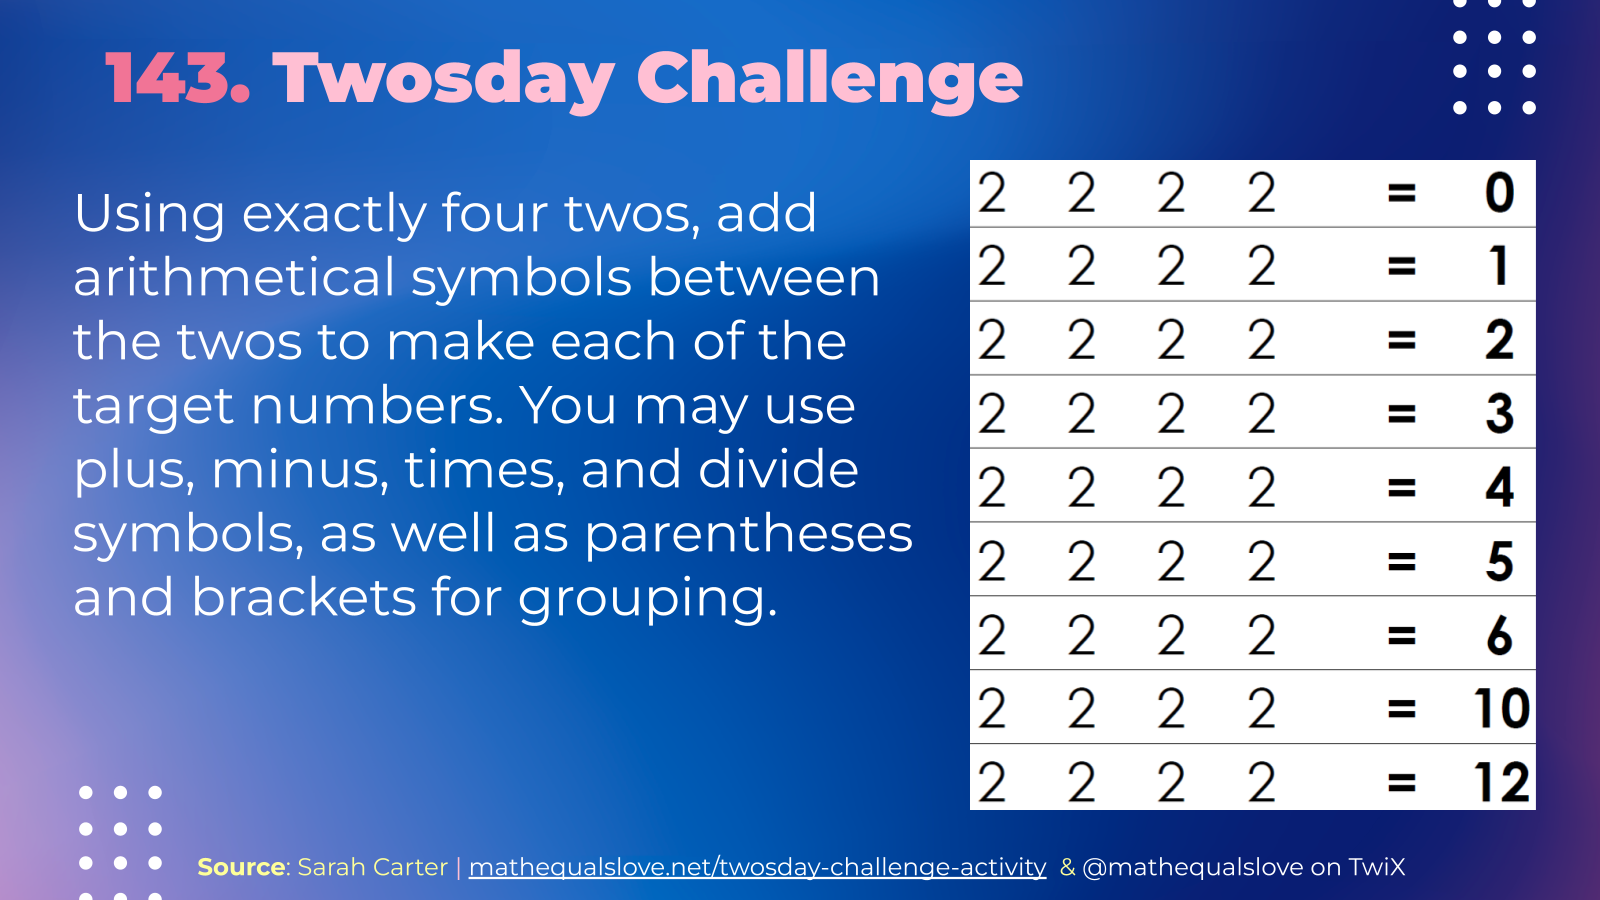 143. Twosday Challenge
Using exactly four twos, add
arithmetical symbols between
the twos to make each of the
target numbers. You may use
plus, minus, times, and divide
symbols, as well as parentheses
and brackets for grouping.
2 2 2 2 = 0
2 2 2 2 = 1
2 2 2 2 = 2
2 2 2 2 = 3
2 2 2 2 = 4
2 2 2 2 = 5
2 2 2 2 = 6
2 2 2 2 = 10
2 2 2 2 = 12
Source: Sarah Carter | mathequalslove.net/twosday-challenge-activity & @mathequalslove on TwiX